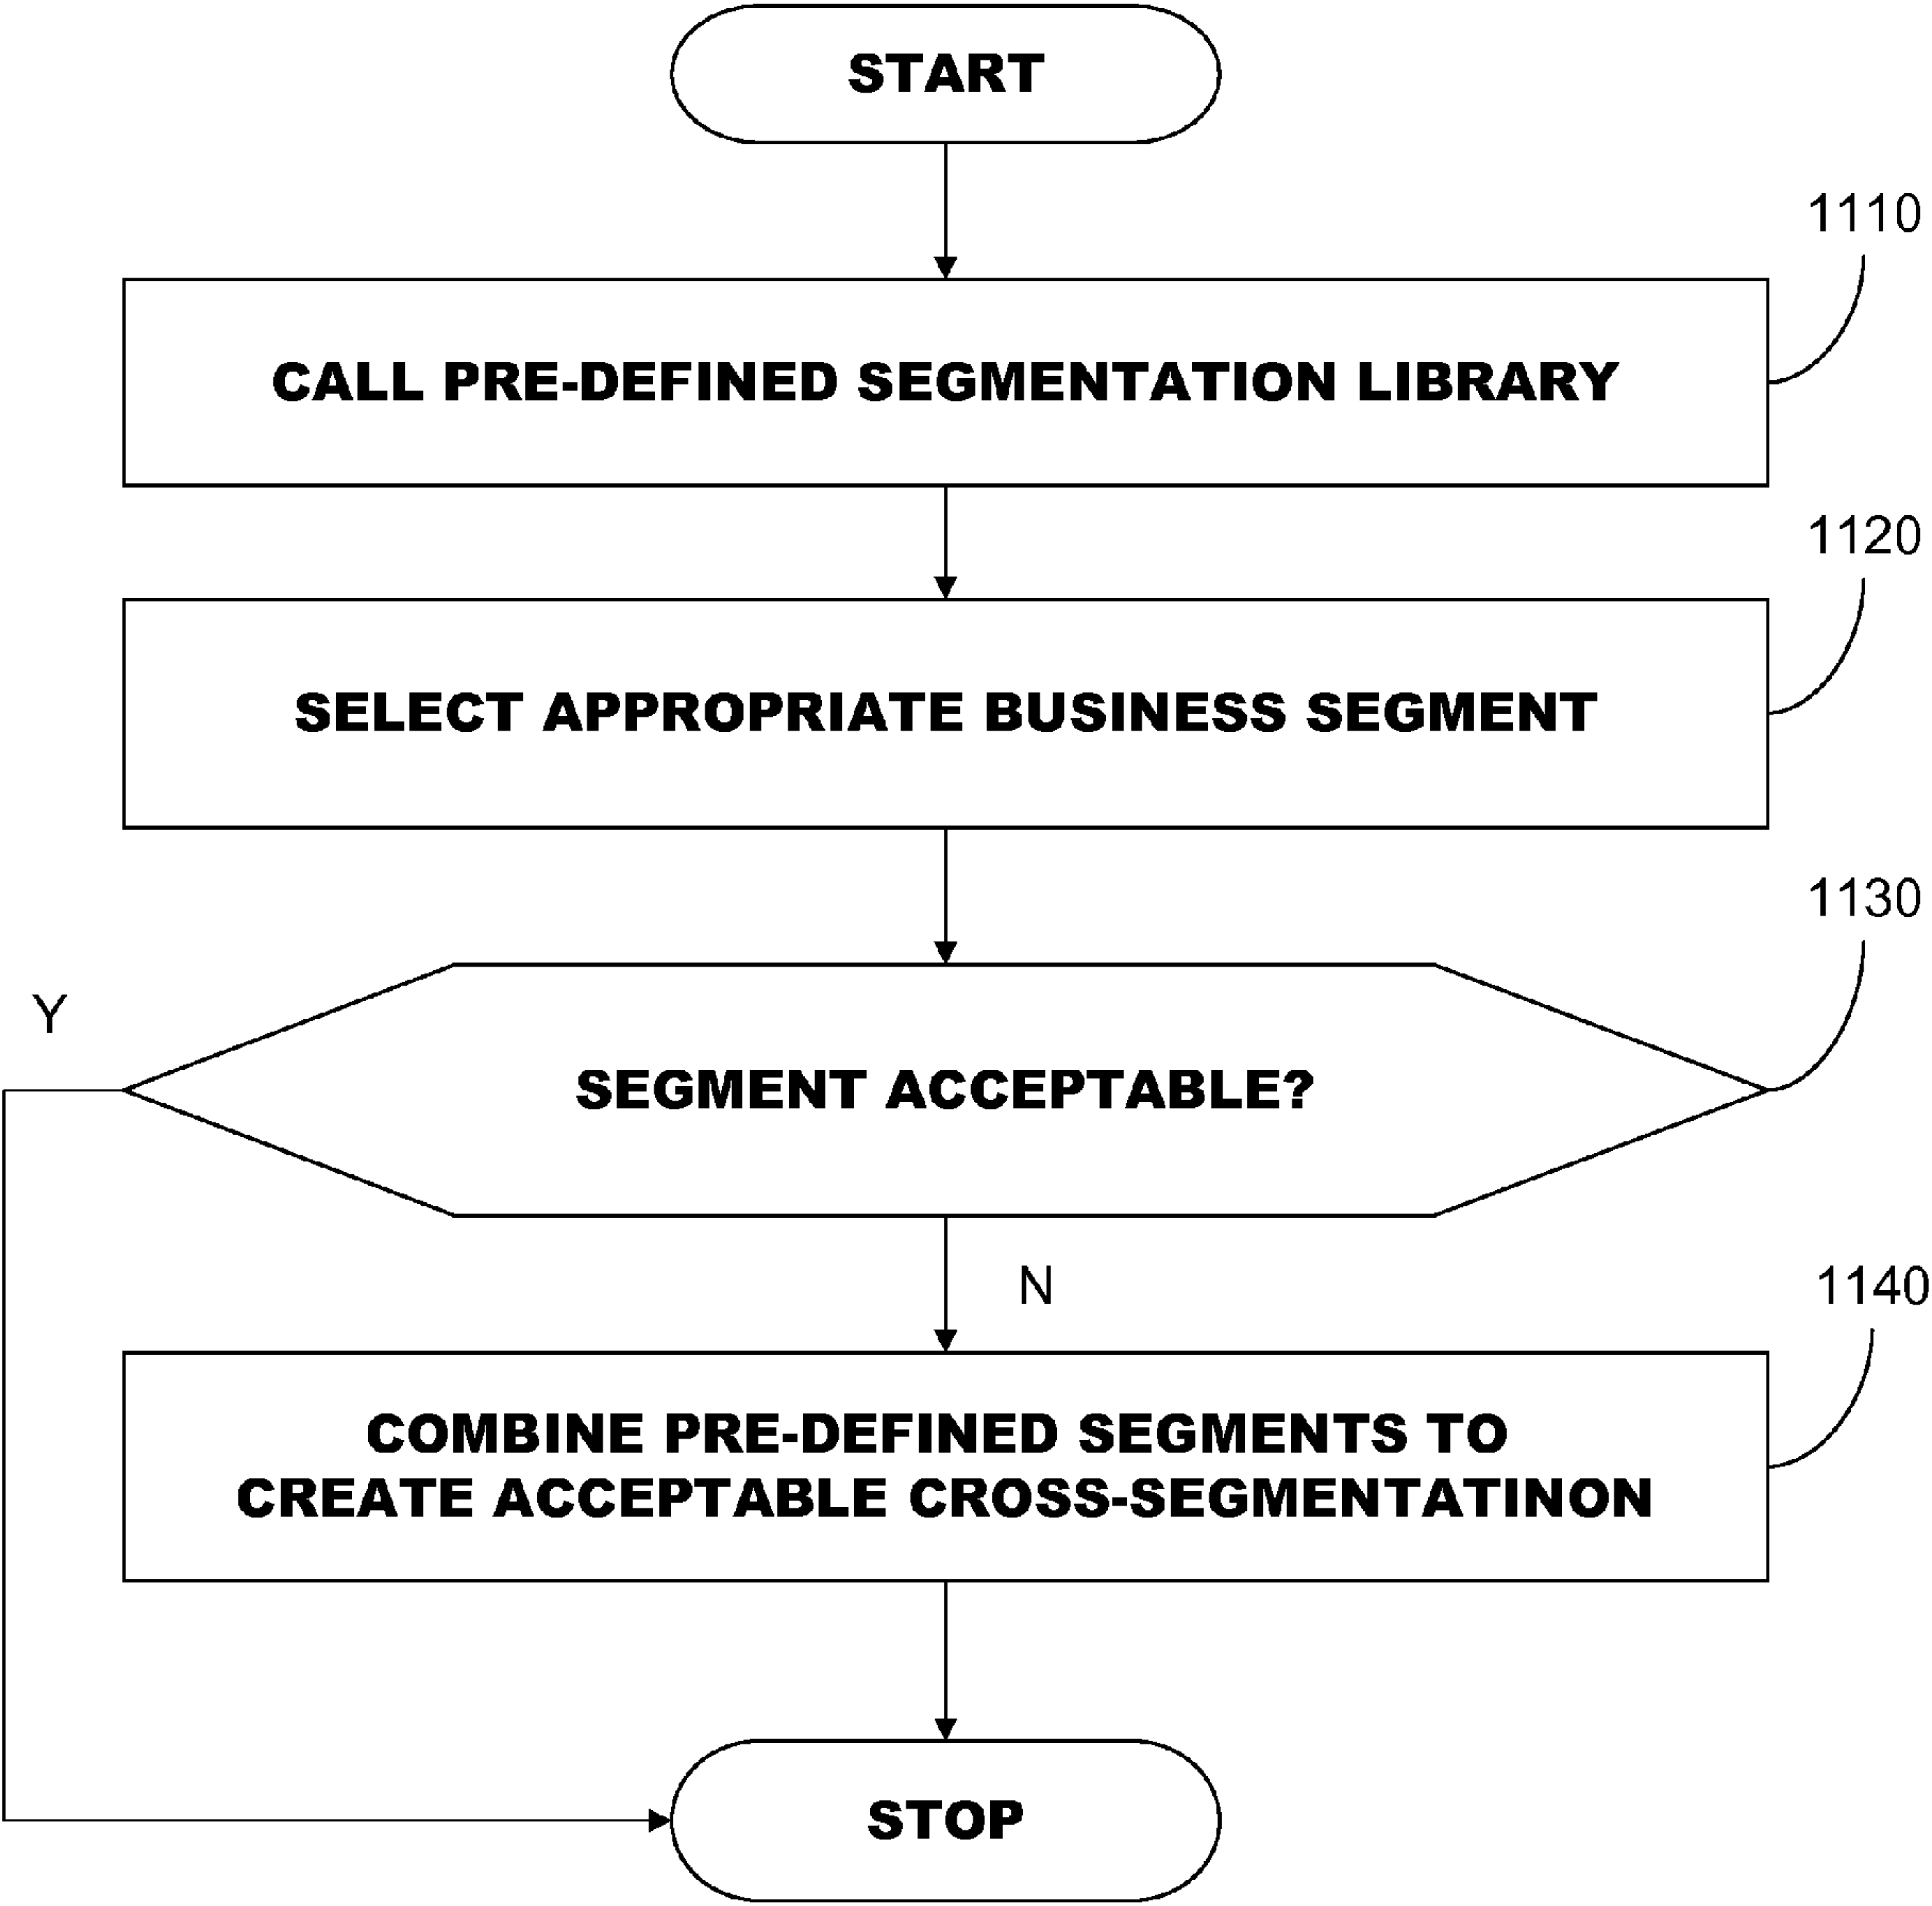 START
1110
CALL PRE-DEFINED SEGMENTATION LIBRARY
1120
SELECT APPROPRIATE BUSINESS SEGMENT
1130
Y
SEGMENT ACCEPTABLE?
N
1140
COMBINE PRE-DEFINED SEGMENTS TO
CREATE ACCEPTABLE CROSS-SEGMENTATINON
STOP